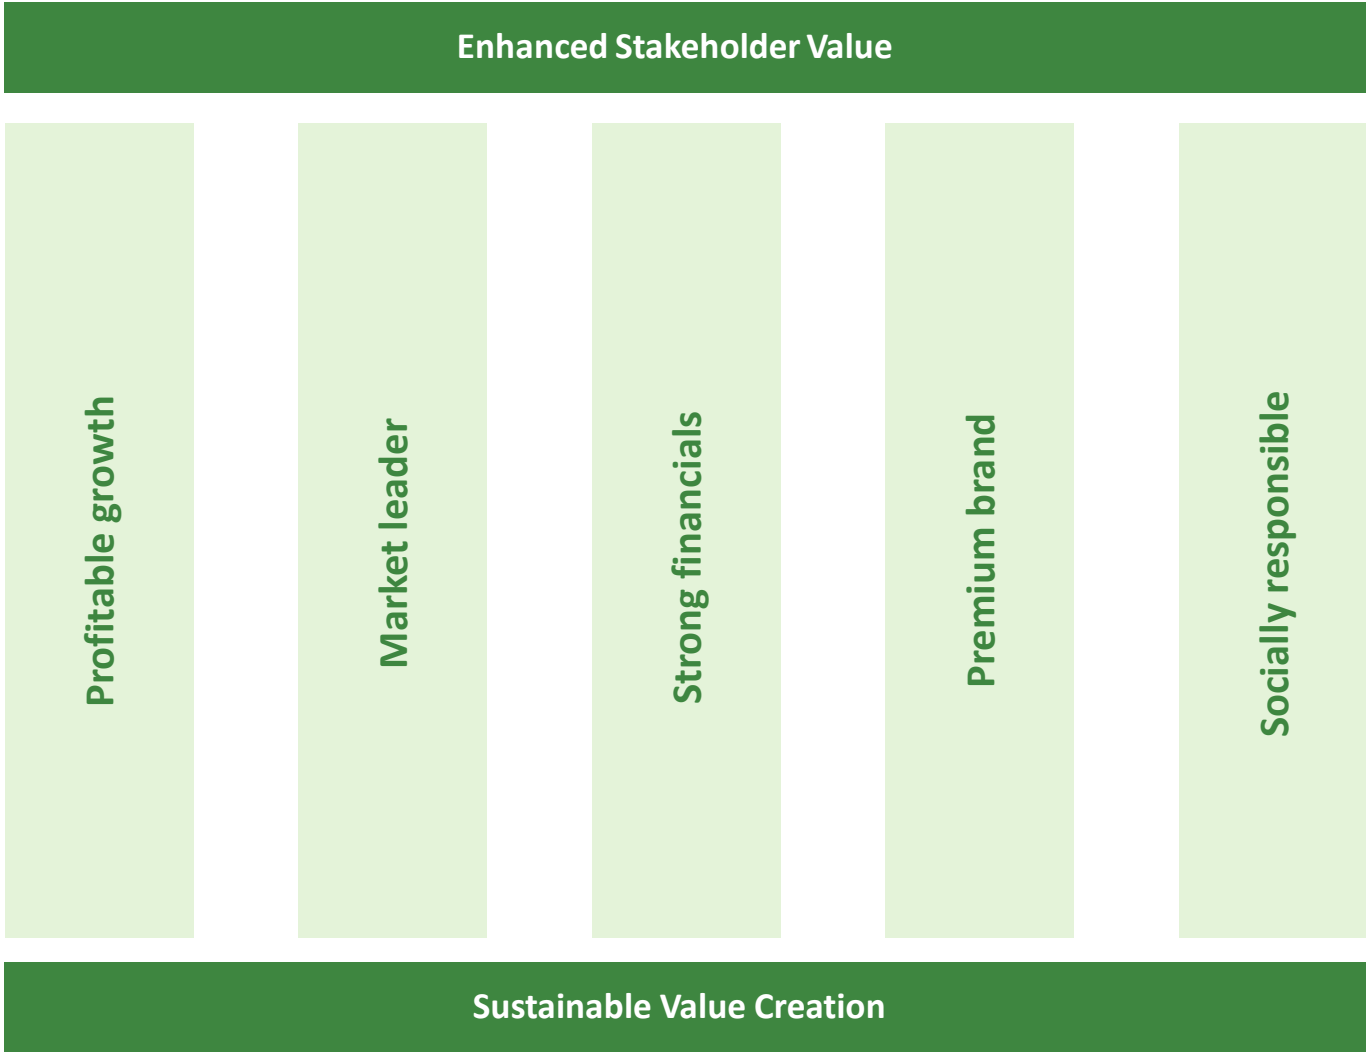 Enhanced Stakeholder Value
Profitable growth
Market leader
Strong financials
Premium brand
Socially responsible
Sustainable Value Creation